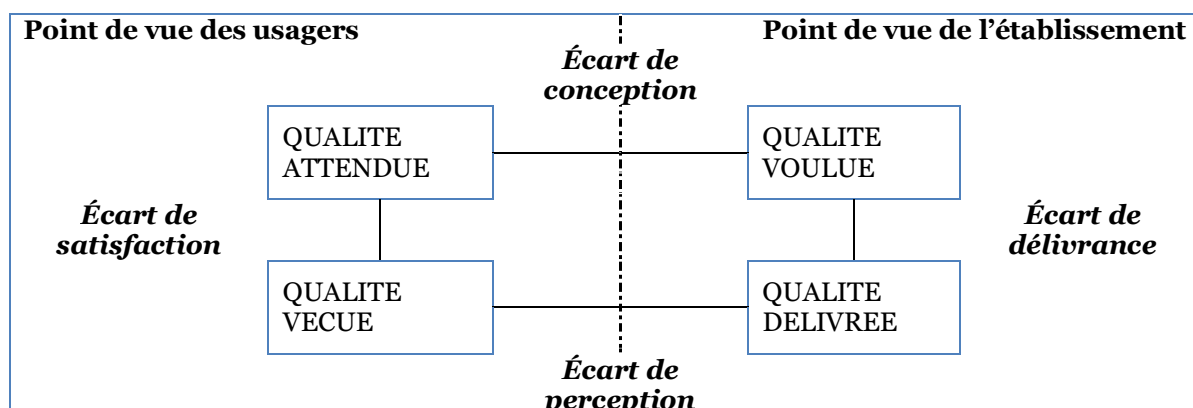 Point de vue des usagers
Point de vue de l’établissement
Écart de
conception
QUALITE
ATTENDUE
QUALITE
VOULUE
Écart de
satisfaction
Écart de
délivrance
QUALITE
VECUE
QUALITE
DELIVREE
Écart de
perception